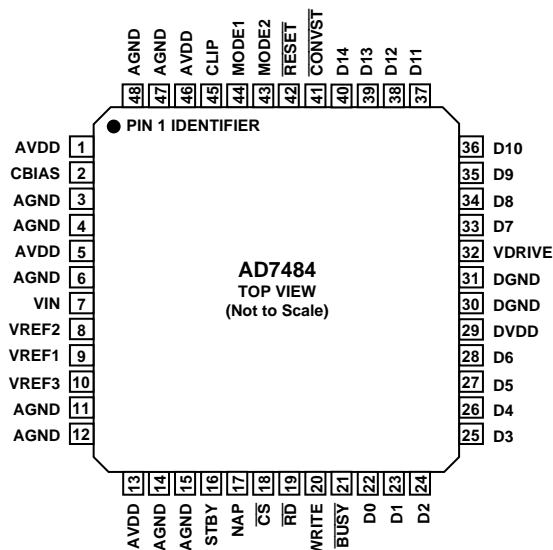 48 AGND
47 AGND
46 AVDD
45 CLIP
44 MODE1
43 MODE2
42 RESET
41 CONVST
40 D14
39 D13
38 D12
37 D11
PIN 1 IDENTIFIER
AVDD 1
CBIAS 2
AGND 3
AGND 4
AVDD 5
AGND 6
VIN 7
VREF2 8
VREF1 9
VREF3 10
AGND 11
AGND 12
AD7484
TOP VIEW
(Not to Scale)
36 D10
35 D9
34 D8
33 D7
32 VDRIVE
31 DGND
30 DGND
29 DVDD
28 D6
27 D5
26 D4
25 D3
AVDD 13
AGND 14
AGND 15
STBY 16
NAP 17
CS 18
RD 19
WRITE 20
BUSY 21
D0 22
D1 23
D2 24